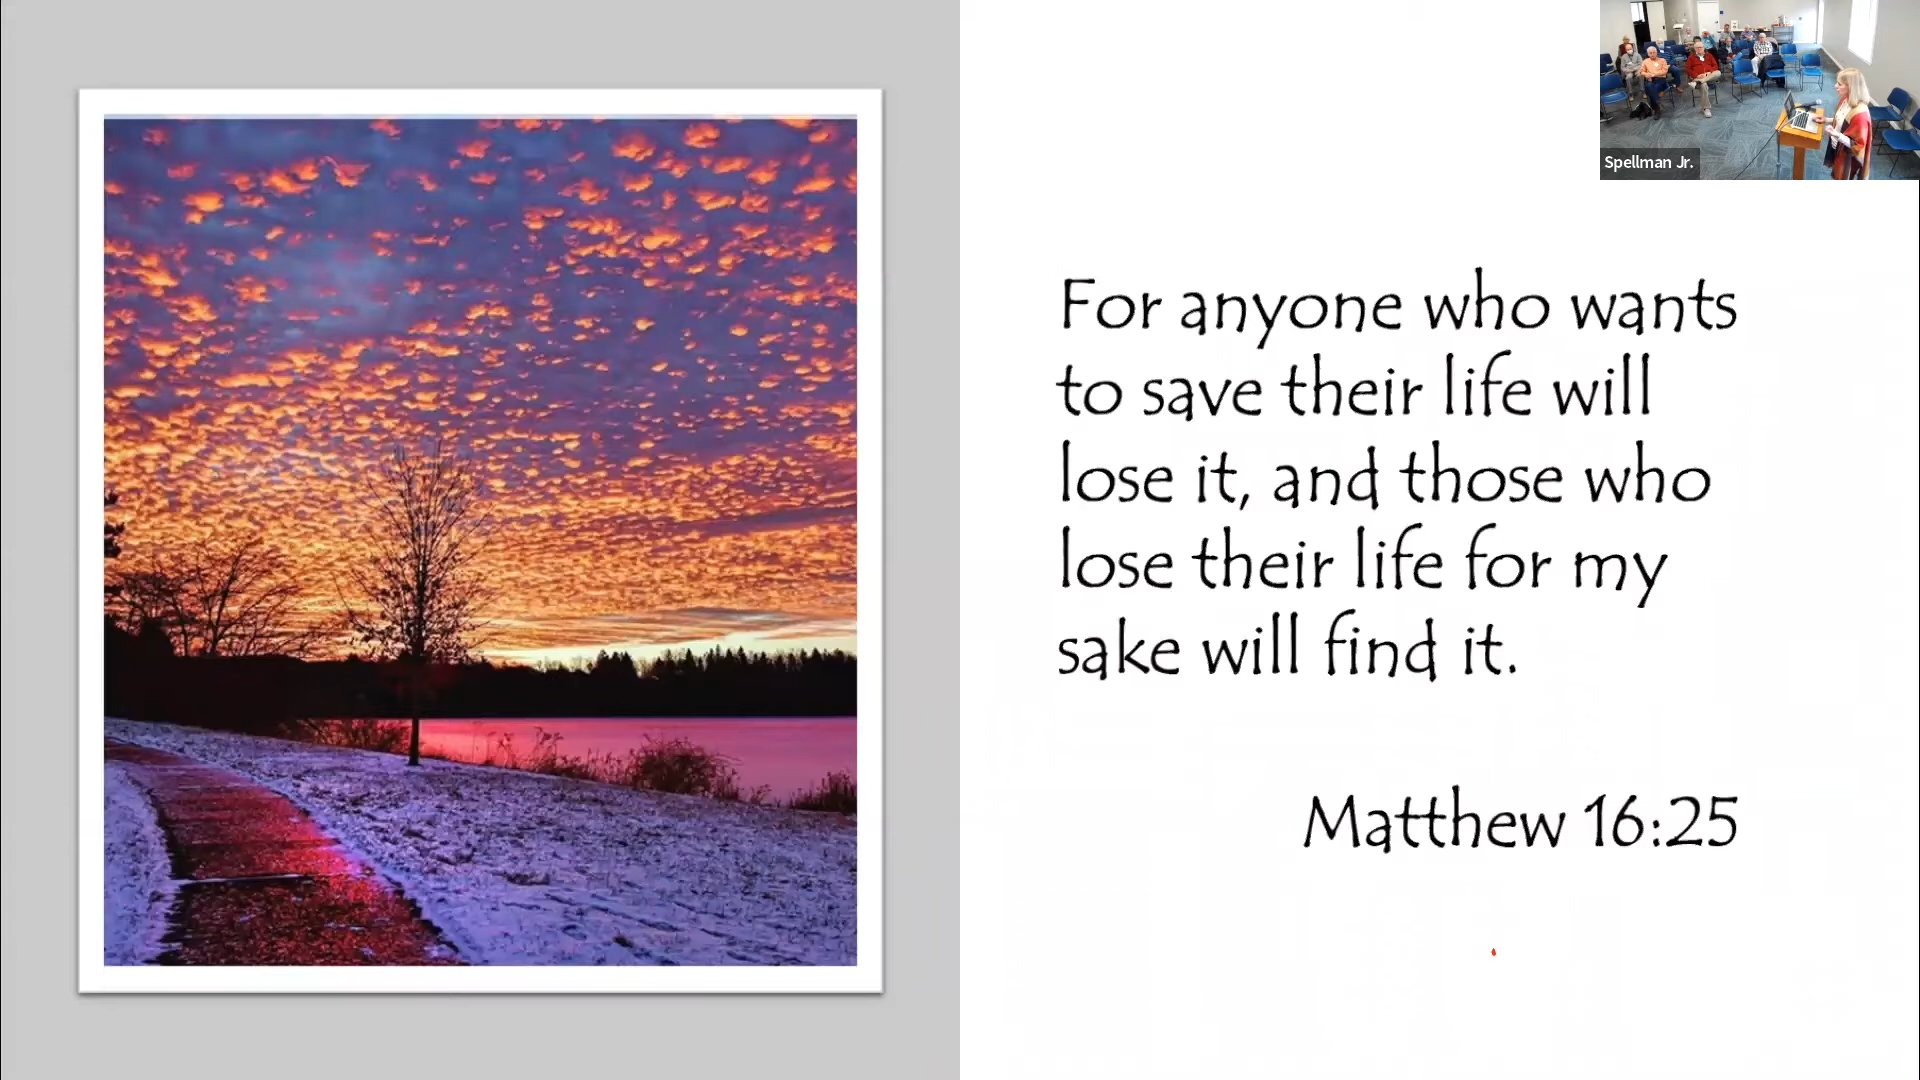 Spellman Jr.
For anyone who wants
to save their life will
lose it, and those who
lose their life for my
sake will find it.
Matthew 16:25